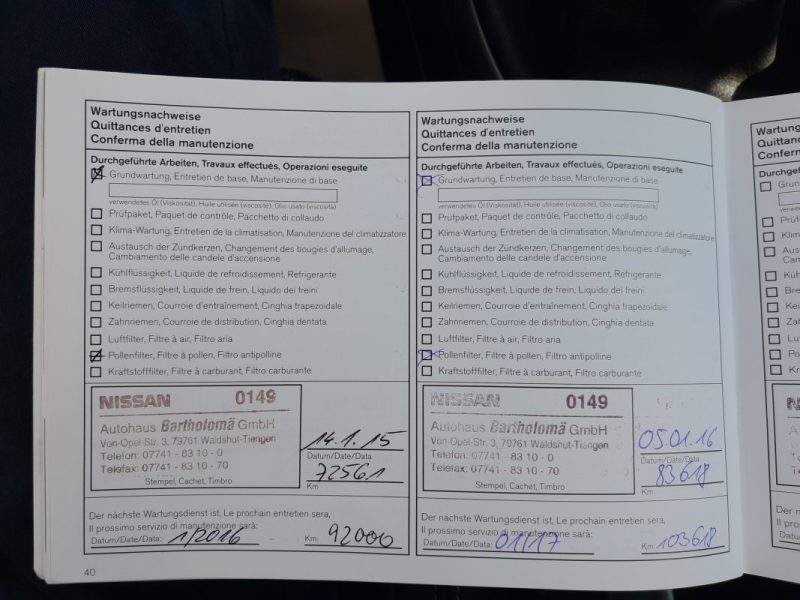 Wartungsnachweise
Quittances d'entretien
Conferma della manutenzione
Durchgeführte Arbeiten, Travaux effectués, Operazioni eseguite
Grundwartung, Entretien de base, Manutenzione di base
verwendetes Öl (Viskosität), Huile utilisée (viscosité), Olio usato (viscosità)
Prüfpaket, Paquet de contrôle, Pacchetto di collaudo
Klima-Wartung, Entretien de la climatisation, Manutenzione del climatizzatore
Austausch der Zündkerzen, Changement des bougies d'allumage,
Cambiamento delle candele d'accensione
Kühlflüssigkeit, Liquide de refroidissement, Refrigerante
Bremsflüssigkeit, Liquide de frein, Liquido dei freini
Keilriemen, Courroie d'entraînement, Cinghia trapezoidale
Zahnriemen, Courroie de distribution, Cinghia dentata
Luftfilter, Filtre à air, Filtro aria
Pollenfilter, Filtre à pollen, Filtro antipolline
Kraftstofffilter, Filtre à carburant, Filtro carburante
NISSAN 0149
Autohaus Bartholomä GmbH
Von-Opel-Str. 3, 79761 Waldshut-Tiengen
Telefon: 07741 - 83 10 - 0
Telefax: 07741 - 83 10 - 70
Stempel, Cachet, Timbro
14.1.15
Datum/Date/Data
72561
Km
Der nächste Wartungsdienst ist, Le prochain entretien sera,
Il prossimo servizio di manutenzione sarà:
Datum/Date/Data: 1/2016 Km: 92000
40
Wartungsnachweise
Quittances d'entretien
Conferma della manutenzione
Durchgeführte Arbeiten, Travaux effectués, Operazioni eseguite
Grundwartung, Entretien de base, Manutenzione di base
verwendetes Öl (Viskosität), Huile utilisée (viscosité), Olio usato (viscosità)
Prüfpaket, Paquet de contrôle, Pacchetto di collaudo
Klima-Wartung, Entretien de la climatisation, Manutenzione del climatizzatore
Austausch der Zündkerzen, Changement des bougies d'allumage,
Cambiamento delle candele d'accensione
Kühlflüssigkeit, Liquide de refroidissement, Refrigerante
Bremsflüssigkeit, Liquide de frein, Liquido dei freini
Keilriemen, Courroie d'entraînement, Cinghia trapezoidale
Zahnriemen, Courroie de distribution, Cinghia dentata
Luftfilter, Filtre à air, Filtro aria
Pollenfilter, Filtre à pollen, Filtro antipolline
Kraftstofffilter, Filtre à carburant, Filtro carburante
NISSAN 0149
Autohaus Bartholomä GmbH
Von-Opel-Str. 3, 79761 Waldshut-Tiengen
Telefon: 07741 - 83 10 - 0
Telefax: 07741 - 83 10 - 70
Stempel, Cachet, Timbro
05.01.16
Datum/Date/Data
83618
Km
Der nächste Wartungsdienst ist, Le prochain entretien sera,
Il prossimo servizio di manutenzione sarà:
Datum/Date/Data: 01/17 Km: 103618